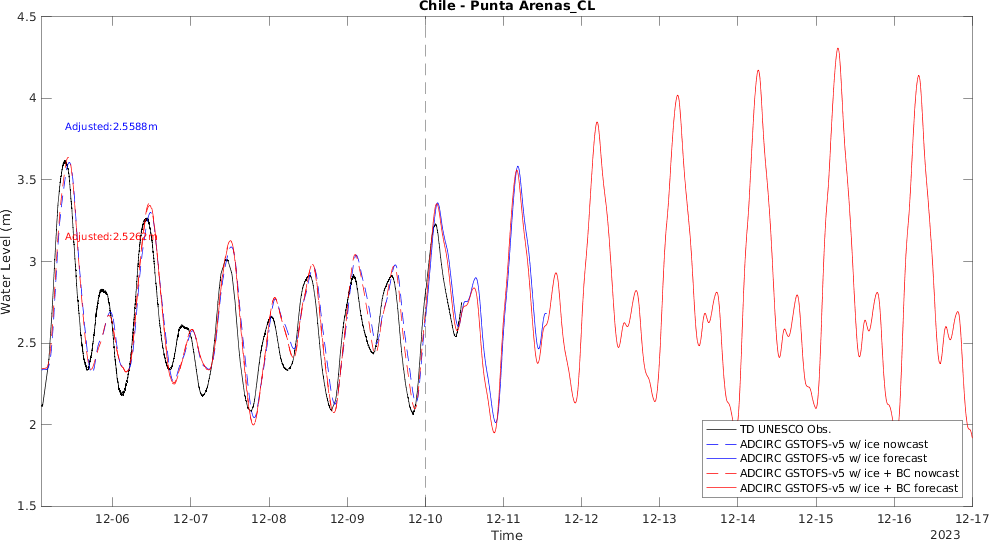 Chile - Punta Arenas_CL
4.5
4
3.5
3
2.5
2
1.5
Water Level (m)
Adjusted:2.5588m
TD UNESCO Obs.
ADCIRC GSTOFS-v5 w/ ice nowcast
ADCIRC GSTOFS-v5 w/ ice forecast
ADCIRC GSTOFS-v5 w/ ice + BC nowcast
ADCIRC GSTOFS-v5 w/ ice + BC forecast
12-06 12-07 12-08 12-09 12-10 12-11 12-12 12-13 12-14 12-15 12-16 12-17
Time
2023